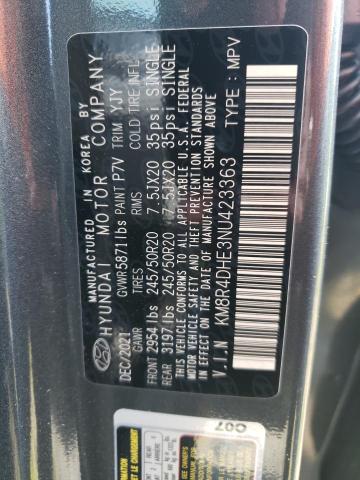 MANUFACTURED IN KOREA BY
HYUNDAI MOTOR COMPANY
DEC/2021 GVWR 5871 lbs PAINT P7V TRIM YJY
GAWR TIRES RIMS COLD TIRE INFL.
FRONT 2954 lbs 245/50R20 7.5JX20 35psi SINGLE
REAR 3197 lbs 245/50R20 7.5JX20 35psi SINGLE
THIS VEHICLE CONFORMS TO ALL APPLICABLE U.S.A. FEDERAL
MOTOR VEHICLE SAFETY, BUMPER, AND THEFT PREVENTION STANDARDS
IN EFFECT ON THE DATE OF MANUFACTURE SHOWN ABOVE.
V.I.N : KM8R4DHE3NU423363 TYPE : MPV
007